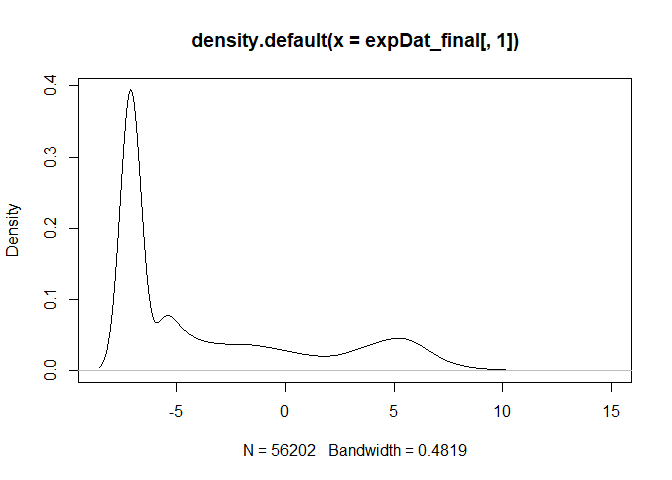 density.default(x = expDat_final[, 1])
Density
0.4
0.3
0.2
0.1
0.0
-5 0 5 10 15
N = 56202 Bandwidth = 0.4819